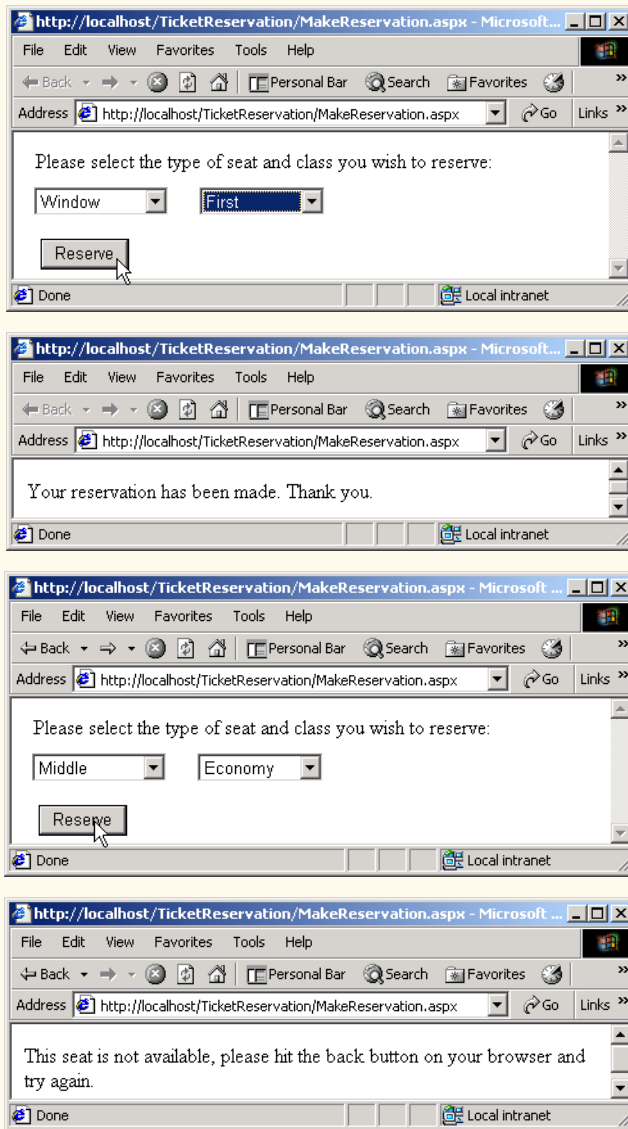 http://localhost/TicketReservation/MakeReservation.aspx - Microsoft...
File Edit View Favorites Tools Help
Back Personal Bar Search Favorites »
Address http://localhost/TicketReservation/MakeReservation.aspx Go Links »
Please select the type of seat and class you wish to reserve:
Window First
Reserve
Done Local intranet
http://localhost/TicketReservation/MakeReservation.aspx - Microsoft...
File Edit View Favorites Tools Help
Back Personal Bar Search Favorites »
Address http://localhost/TicketReservation/MakeReservation.aspx Go Links »
Your reservation has been made. Thank you.
Done Local intranet
http://localhost/TicketReservation/MakeReservation.aspx - Microsoft ...
File Edit View Favorites Tools Help
Back Personal Bar Search Favorites »
Address http://localhost/TicketReservation/MakeReservation.aspx Go Links »
Please select the type of seat and class you wish to reserve:
Middle Economy
Reserve
Done Local intranet
http://localhost/TicketReservation/MakeReservation.aspx - Microsoft ...
File Edit View Favorites Tools Help
Back Personal Bar Search Favorites »
Address http://localhost/TicketReservation/MakeReservation.aspx Go Links »
This seat is not available, please hit the back button on your browser and
try again.
Done Local intranet